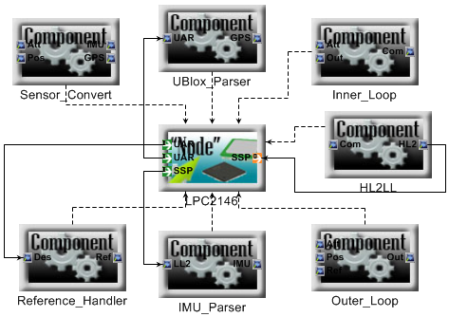 Component
Att IMU
Pos GPS
Sensor_Convert
Component
UAR GPS
UBlox_Parser
Component
Att Com
Out
Inner_Loop
"Node"
UAR
UAR SSP
SSP
LPC2146
Component
Com HL2
HL2LL
Component
Des Ref
Reference_Handler
Component
LL2 IMU
IMU_Parser
Component
Pos Out
Outer_Loop